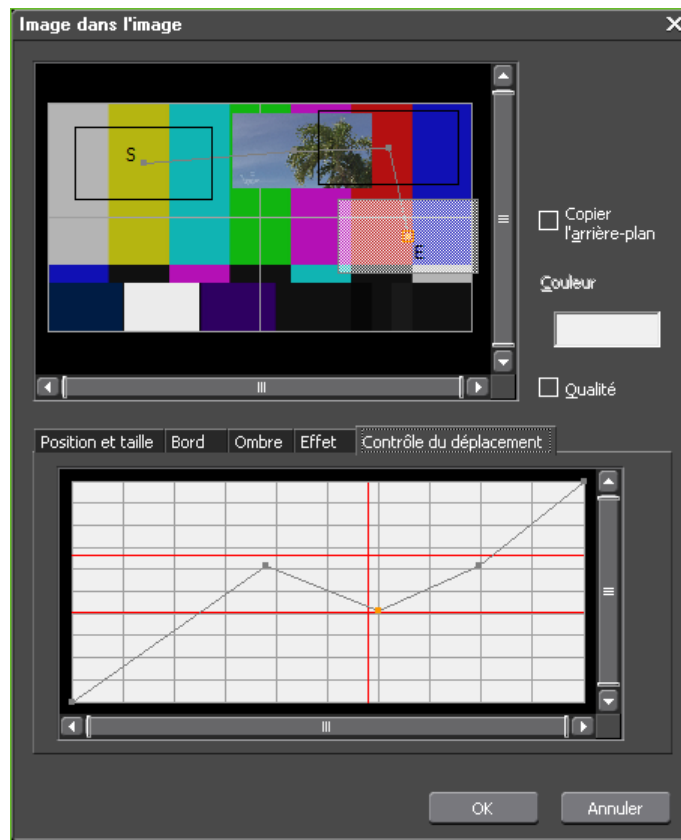 Image dans l'image
S
E
Copier
l'arrière-plan
Couleur
Qualité
Position et taille
Bord
Ombre
Effet
Contrôle du déplacement
OK
Annuler